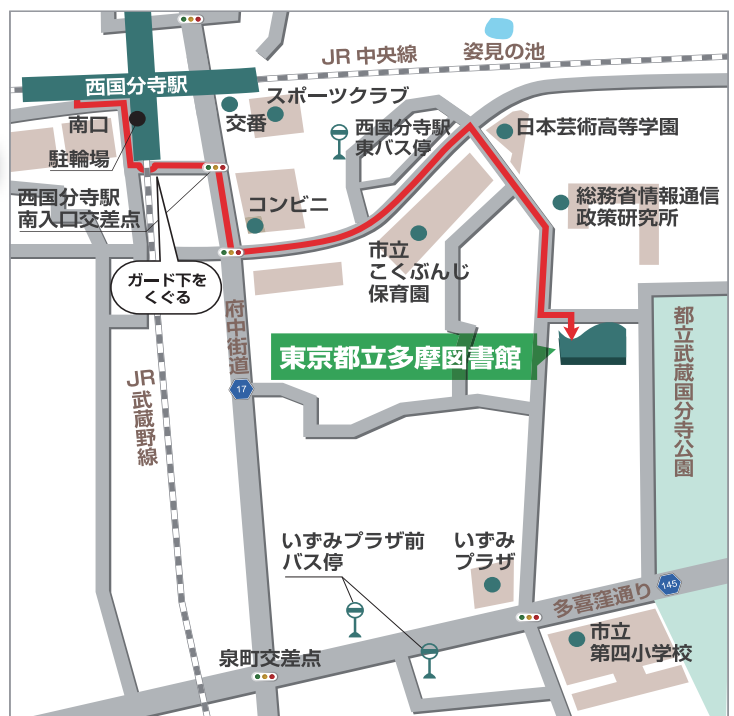 姿見の池
JR 中央線
西国分寺駅
スポーツクラブ
交番
南口
駐輪場
西国分寺駅
東バス停
日本芸術高等学園
西国分寺駅
南入口交差点
コンビニ
総務省情報通信
政策研究所
市立
こくぶんじ
保育園
ガード下を
くぐる
府中街道
都立武蔵国分寺公園
東京都立多摩図書館
17
JR 武蔵野線
いずみプラザ前
バス停
いずみ
プラザ
145
多喜窪通り
市立
第四小学校
泉町交差点